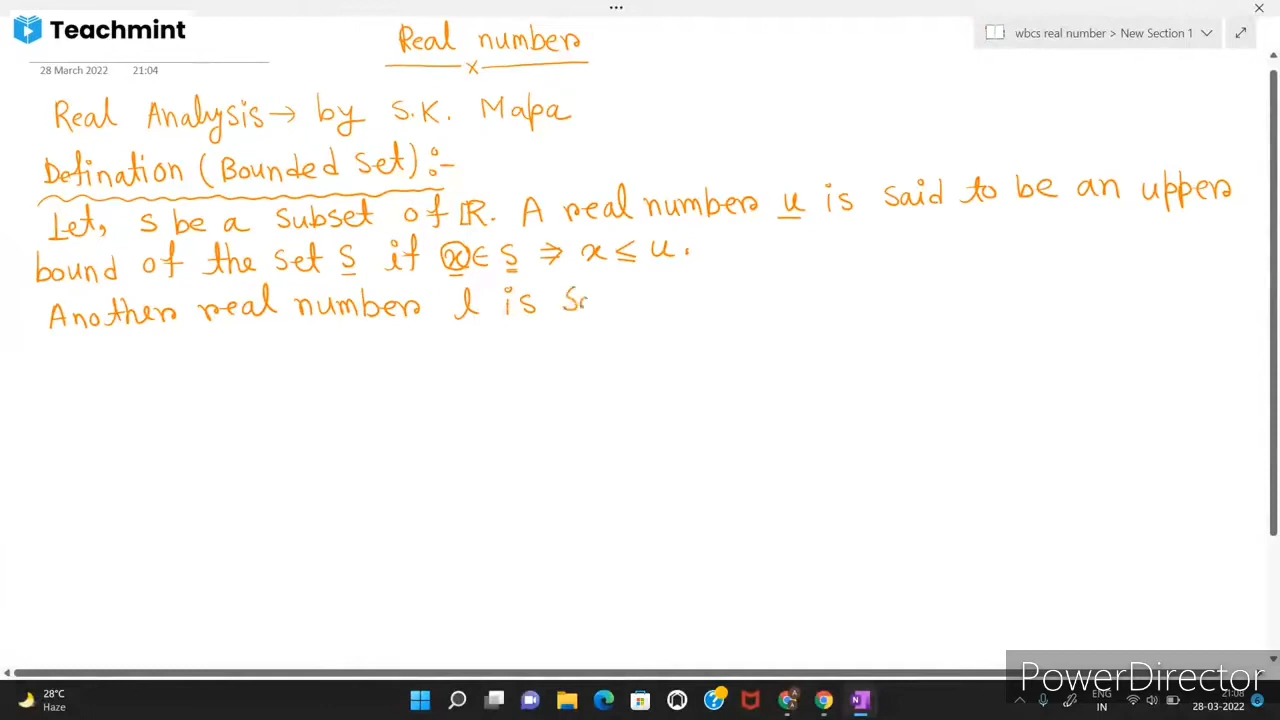 Teachmint
Real numbers
wbcs real number > New Section 1
28 March 2022 21:04
Real Analysis → by S.K. Mapa
Defination (Bounded Set) :-
Let, S be a subset of ℝ. A real number u is said to be an upper
bound of the set S if x ∈ S ⇒ x ≤ u.
Another real number l is
PowerDirector
28°C
Haze
ENG
IN
21:08
28-03-2022
6